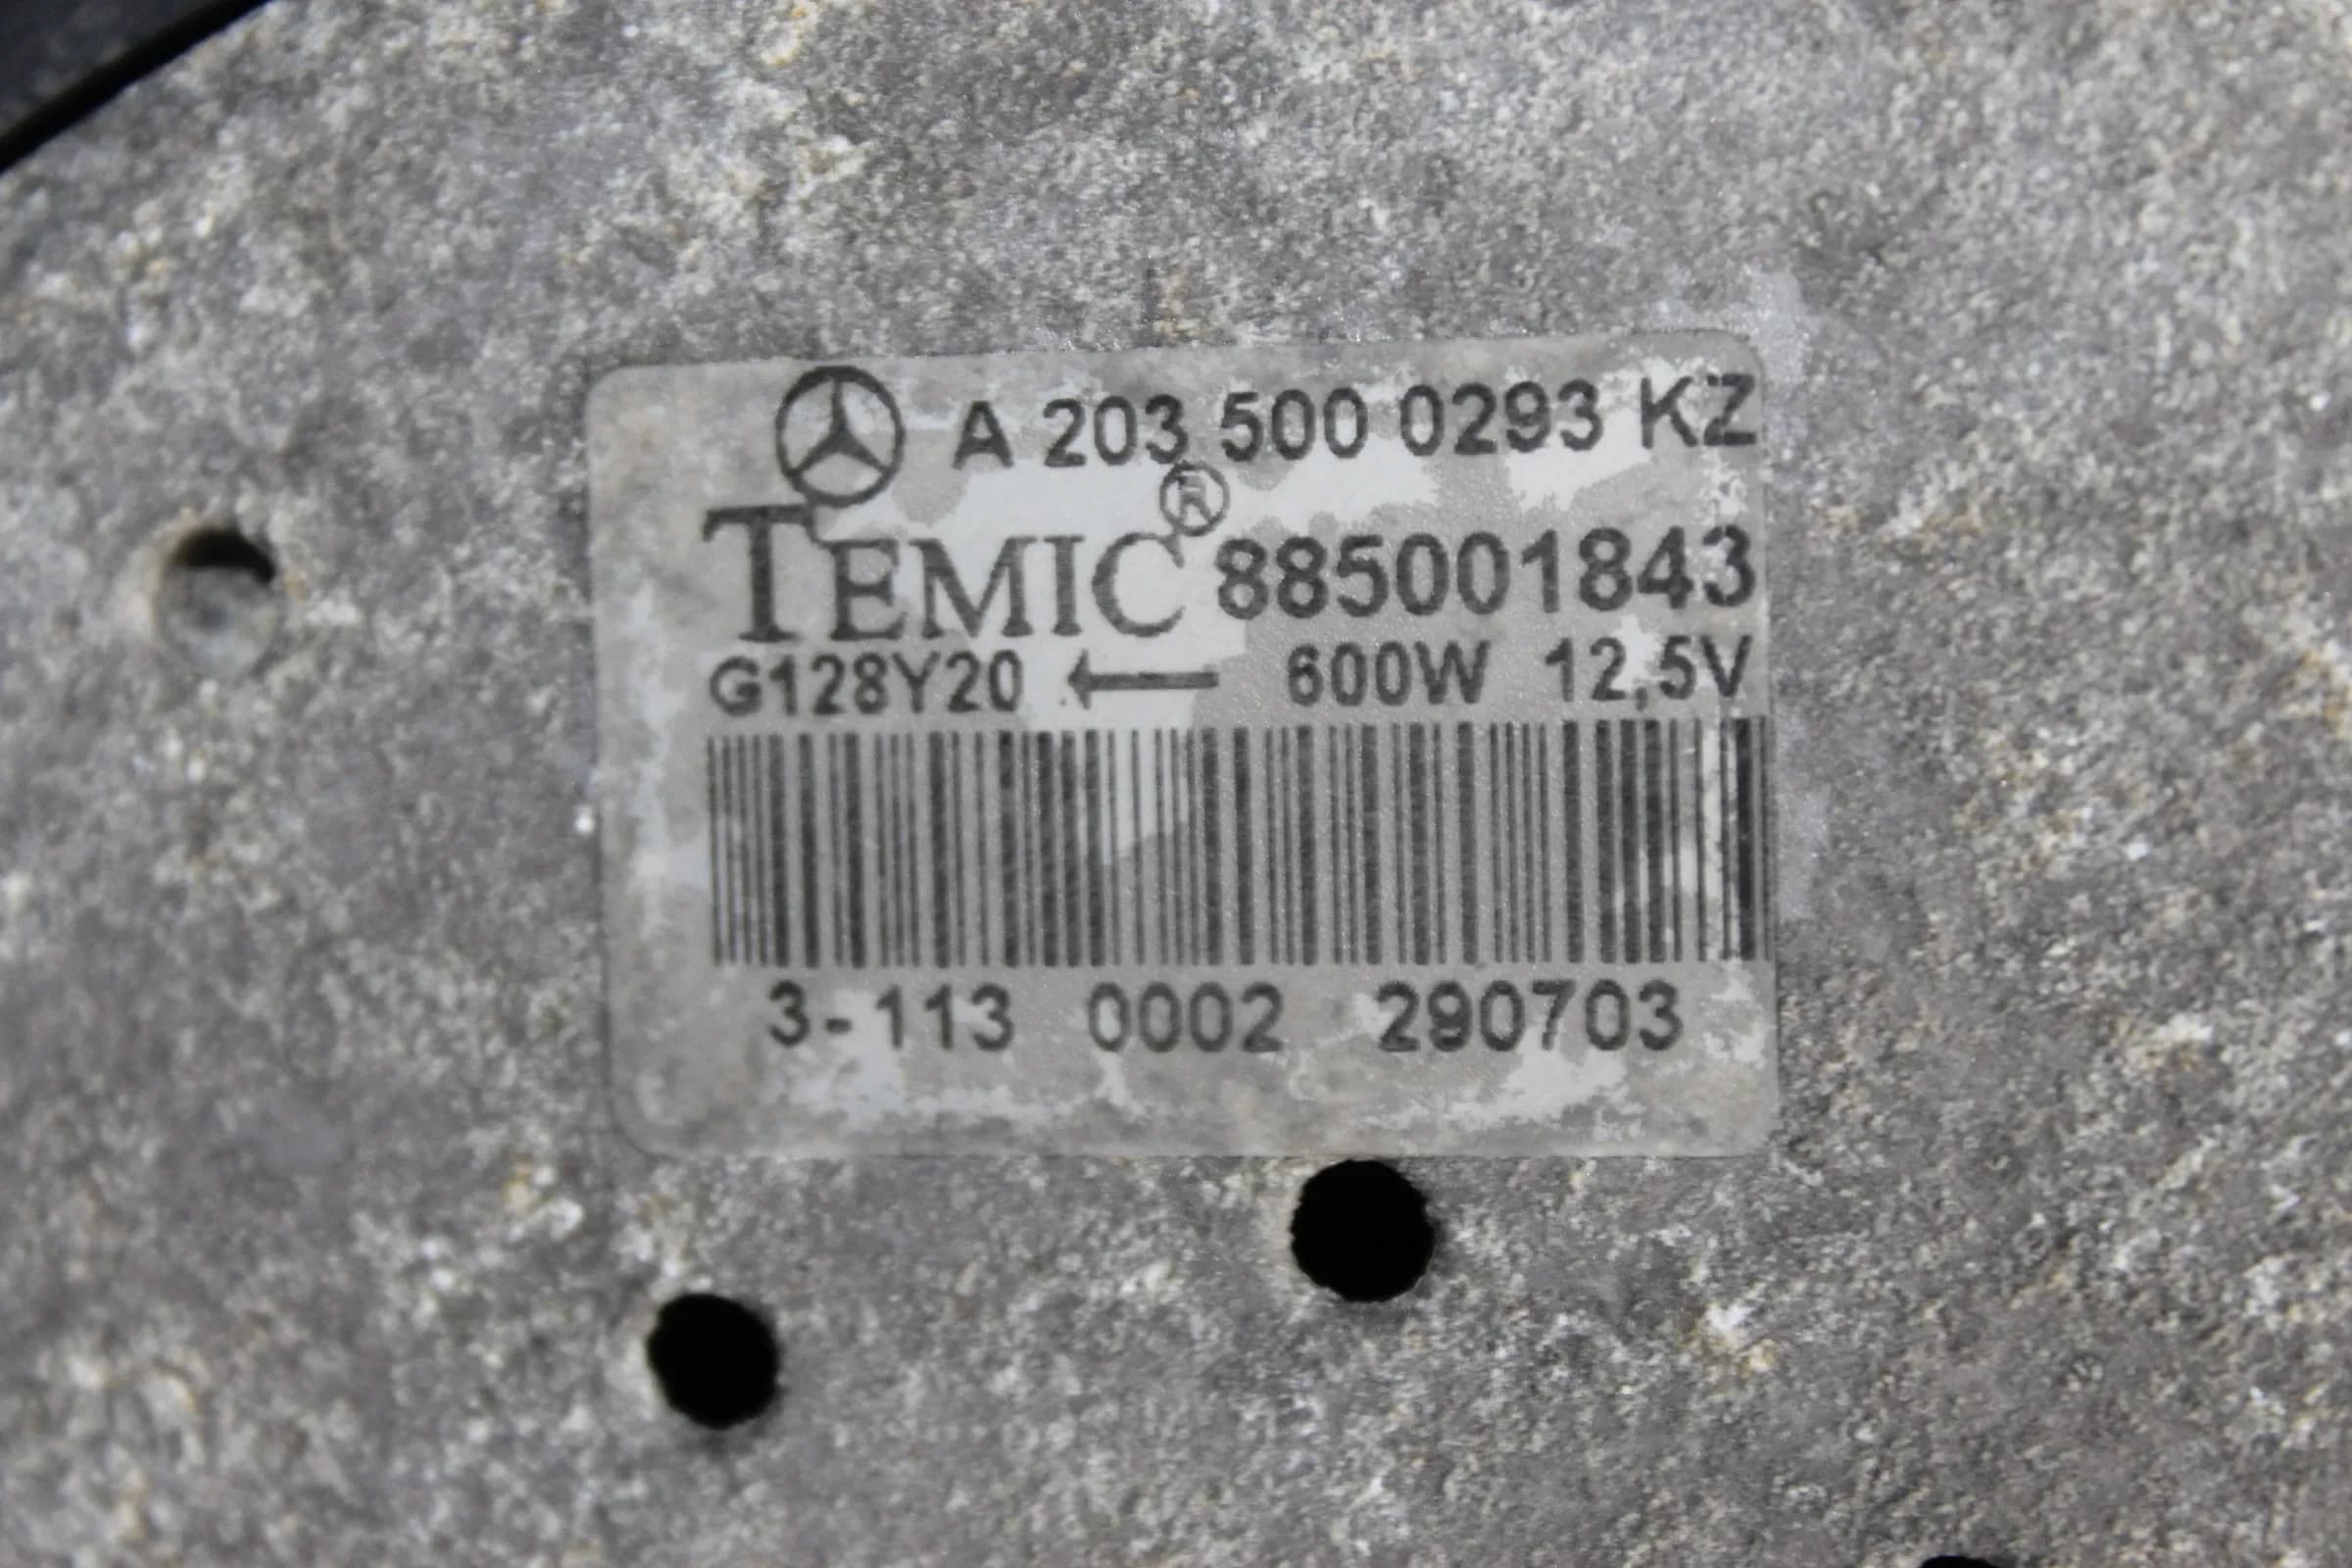 A 203 500 0293 KZ
TEMIC® 885001843
G128Y20 ← 600W 12,5V
3-113 0002 290703